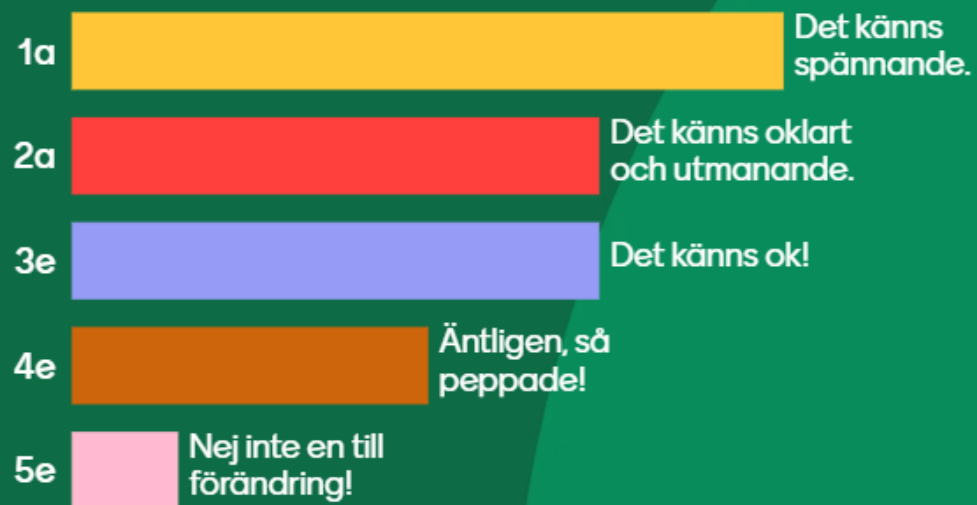 1a
Det känns
spännande.
2a
Det känns oklart
och utmanande.
3e
Det känns ok!
4e
Äntligen, så
peppade!
5e
Nej inte en till
förändring!